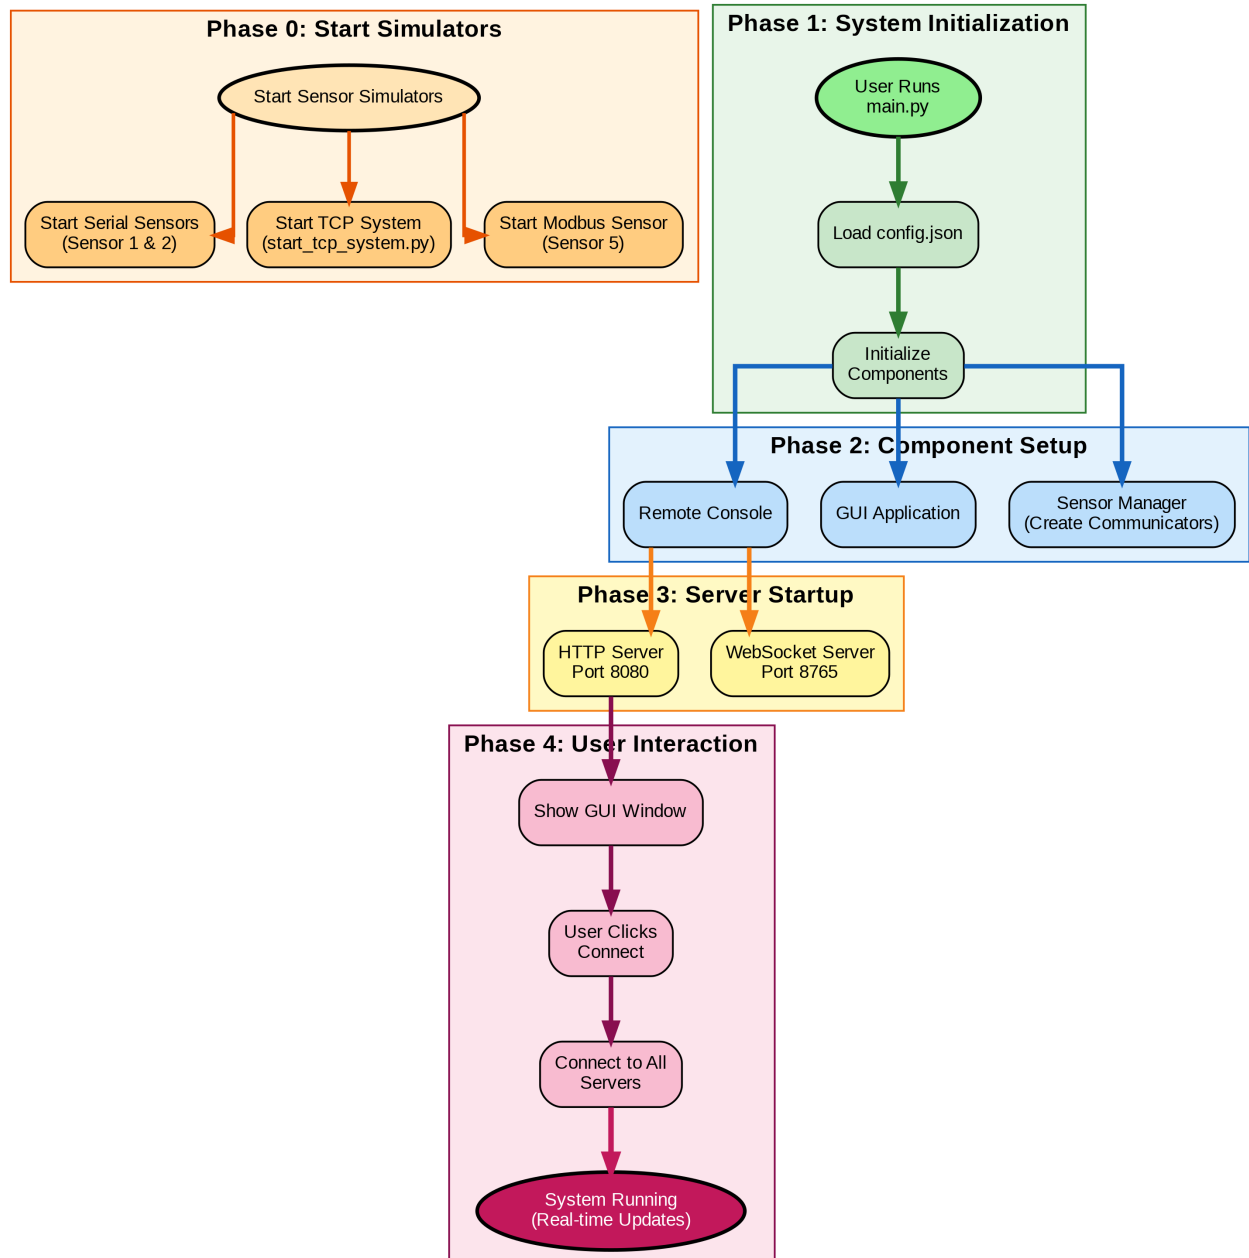 Phase 0: Start Simulators
Start Sensor Simulators
Start Serial Sensors
(Sensor 1 & 2)
Start TCP System
(start_tcp_system.py)
Start Modbus Sensor
(Sensor 5)
Phase 1: System Initialization
User Runs
main.py
Load config.json
Initialize
Components
Phase 2: Component Setup
Remote Console
GUI Application
Sensor Manager
(Create Communicators)
Phase 3: Server Startup
HTTP Server
Port 8080
WebSocket Server
Port 8765
Phase 4: User Interaction
Show GUI Window
User Clicks
Connect
Connect to All
Servers
System Running
(Real-time Updates)